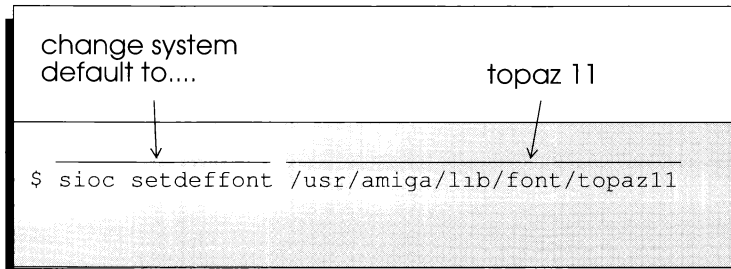 change system
default to....
topaz 11
$ sioc setdeffont /usr/amiga/lib/font/topaz11